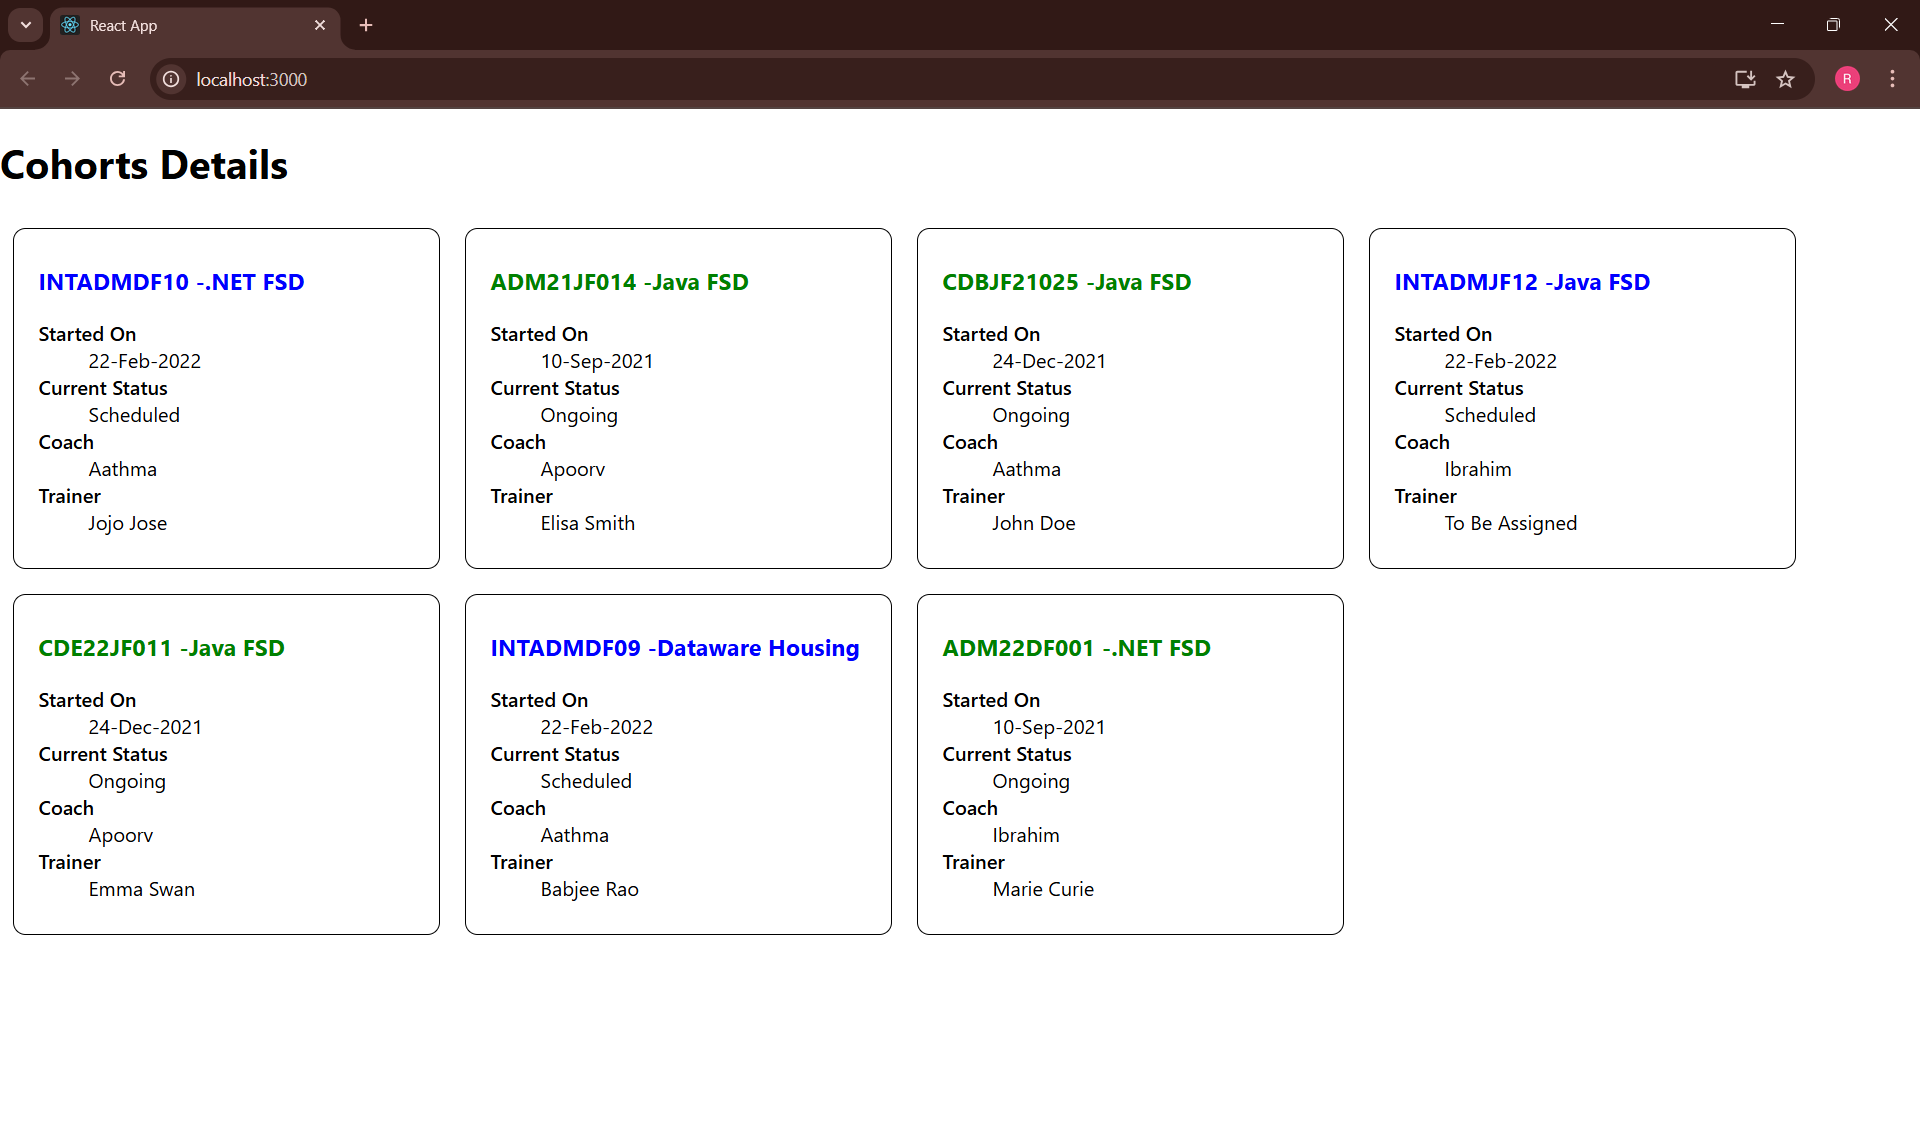 React App
localhost:3000
R
Cohorts Details
INTADMDF10 -.NET FSD
Started On
22-Feb-2022
Current Status
Scheduled
Coach
Aathma
Trainer
Jojo Jose
ADM21JF014 -Java FSD
Started On
10-Sep-2021
Current Status
Ongoing
Coach
Apoorv
Trainer
Elisa Smith
CDBJF21025 -Java FSD
Started On
24-Dec-2021
Current Status
Ongoing
Coach
Aathma
Trainer
John Doe
INTADMJF12 -Java FSD
Started On
22-Feb-2022
Current Status
Scheduled
Coach
Ibrahim
Trainer
To Be Assigned
CDE22JF011 -Java FSD
Started On
24-Dec-2021
Current Status
Ongoing
Coach
Apoorv
Trainer
Emma Swan
INTADMDF09 -Dataware Housing
Started On
22-Feb-2022
Current Status
Scheduled
Coach
Aathma
Trainer
Babjee Rao
ADM22DF001 -.NET FSD
Started On
10-Sep-2021
Current Status
Ongoing
Coach
Ibrahim
Trainer
Marie Curie